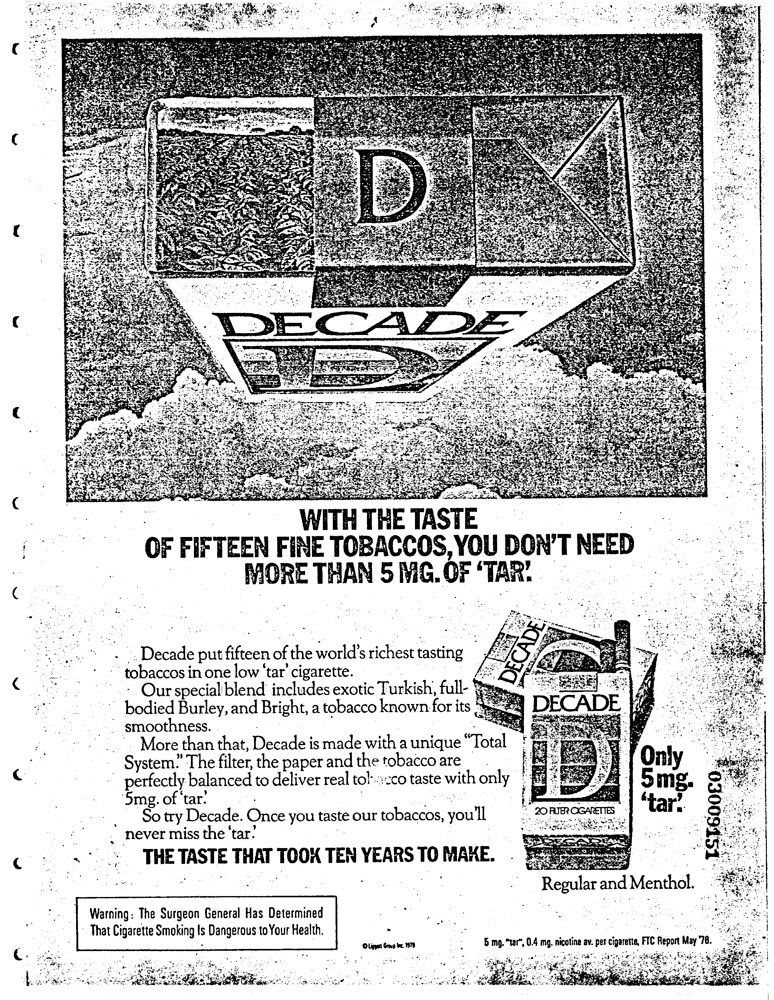 D
DECADE
D
WITH THE TASTE
OF FIFTEEN FINE TOBACCOS, YOU DON'T NEED
MORE THAN 5 MG. OF 'TAR'.
Decade put fifteen of the world's richest tasting
tobaccos in one low 'tar' cigarette.
Our special blend includes exotic Turkish, full-
bodied Burley, and Bright, a tobacco known for its
smoothness.
More than that, Decade is made with a unique "Total
System." The filter, the paper and the tobacco are
perfectly balanced to deliver real tobacco taste with only
5mg. of 'tar'.
So try Decade. Once you taste our tobaccos, you'll
never miss the 'tar'.
THE TASTE THAT TOOK TEN YEARS TO MAKE.
DECADE
DECADE
D
20 FILTER CIGARETTES
DECADE
Only
5 mg.
'tar'.
03009151
Regular and Menthol.
Warning: The Surgeon General Has Determined
That Cigarette Smoking Is Dangerous to Your Health.
© Liggett Group Inc. 1979
5 mg. "tar", 0.4 mg. nicotine av. per cigarette, FTC Report May '78.